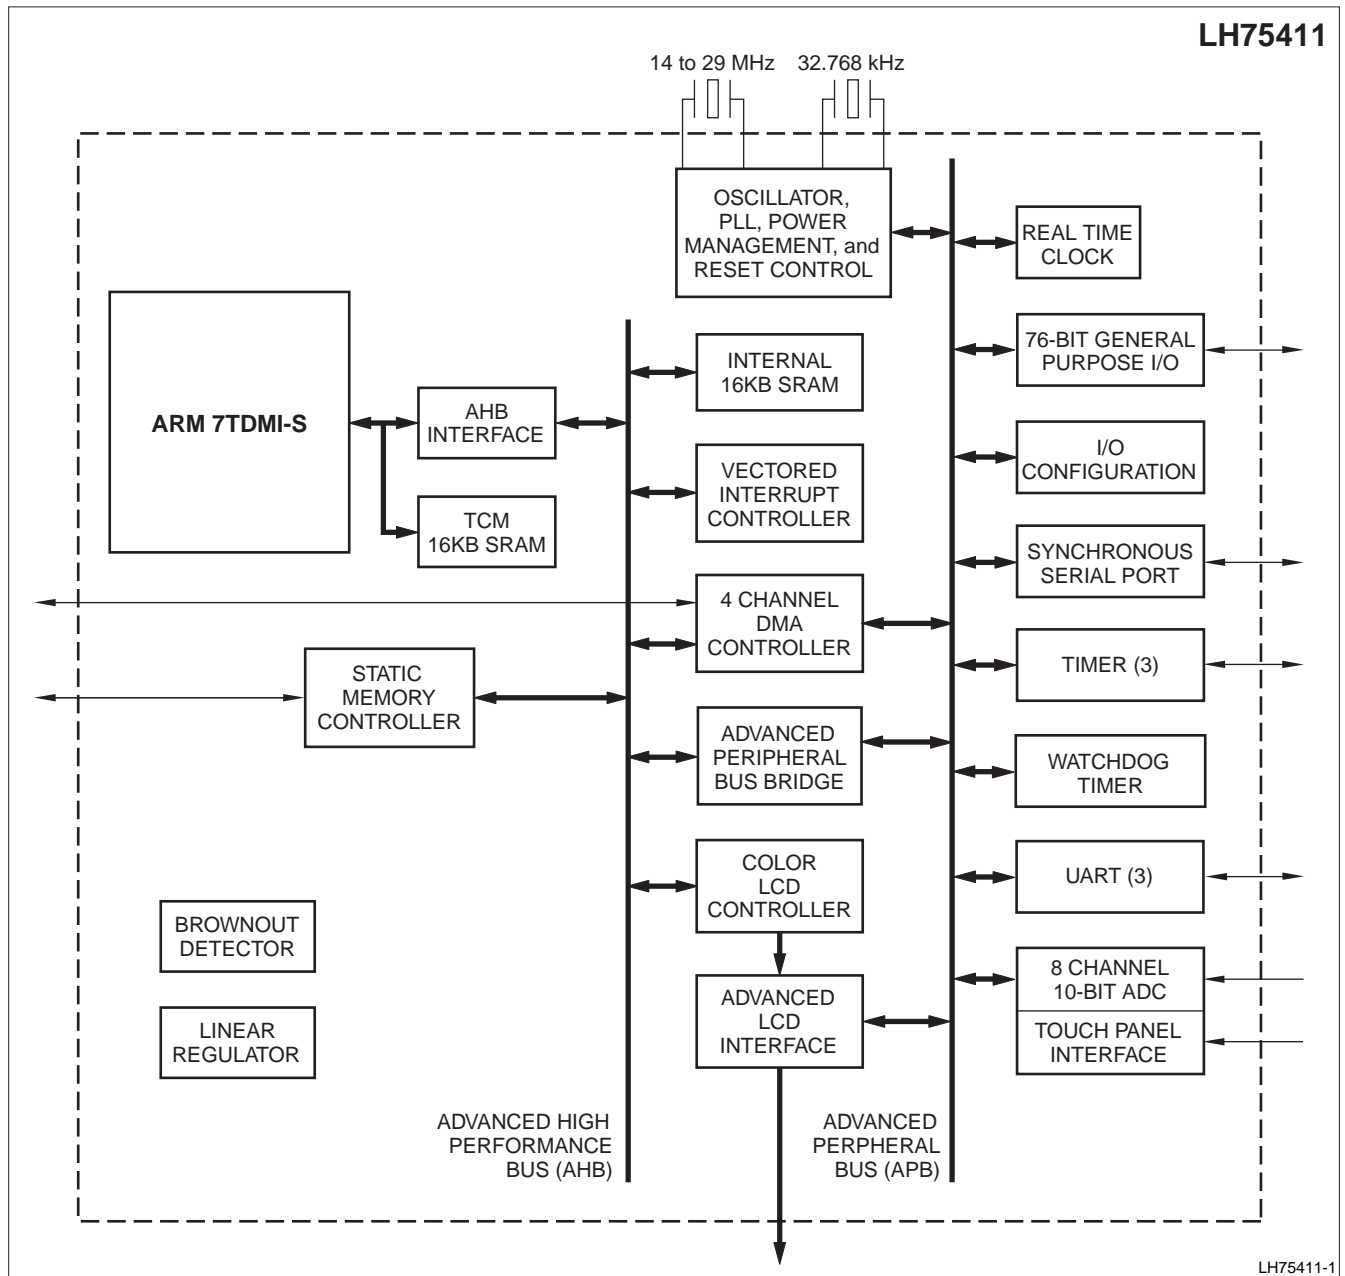 LH75411
14 to 29 MHz
32.768 kHz
OSCILLATOR,
PLL, POWER
MANAGEMENT, and
RESET CONTROL
REAL TIME
CLOCK
ARM 7TDMI-S
AHB
INTERFACE
TCM
16KB SRAM
INTERNAL
16KB SRAM
76-BIT GENERAL
PURPOSE I/O
VECTORED
INTERRUPT
CONTROLLER
I/O
CONFIGURATION
SYNCHRONOUS
SERIAL PORT
4 CHANNEL
DMA
CONTROLLER
STATIC
MEMORY
CONTROLLER
TIMER (3)
ADVANCED
PERIPHERAL
BUS BRIDGE
WATCHDOG
TIMER
COLOR
LCD
CONTROLLER
UART (3)
BROWNOUT
DETECTOR
LINEAR
REGULATOR
ADVANCED
LCD
INTERFACE
8 CHANNEL
10-BIT ADC
TOUCH PANEL
INTERFACE
ADVANCED HIGH
PERFORMANCE
BUS (AHB)
ADVANCED
PERPHERAL
BUS (APB)
LH75411-1